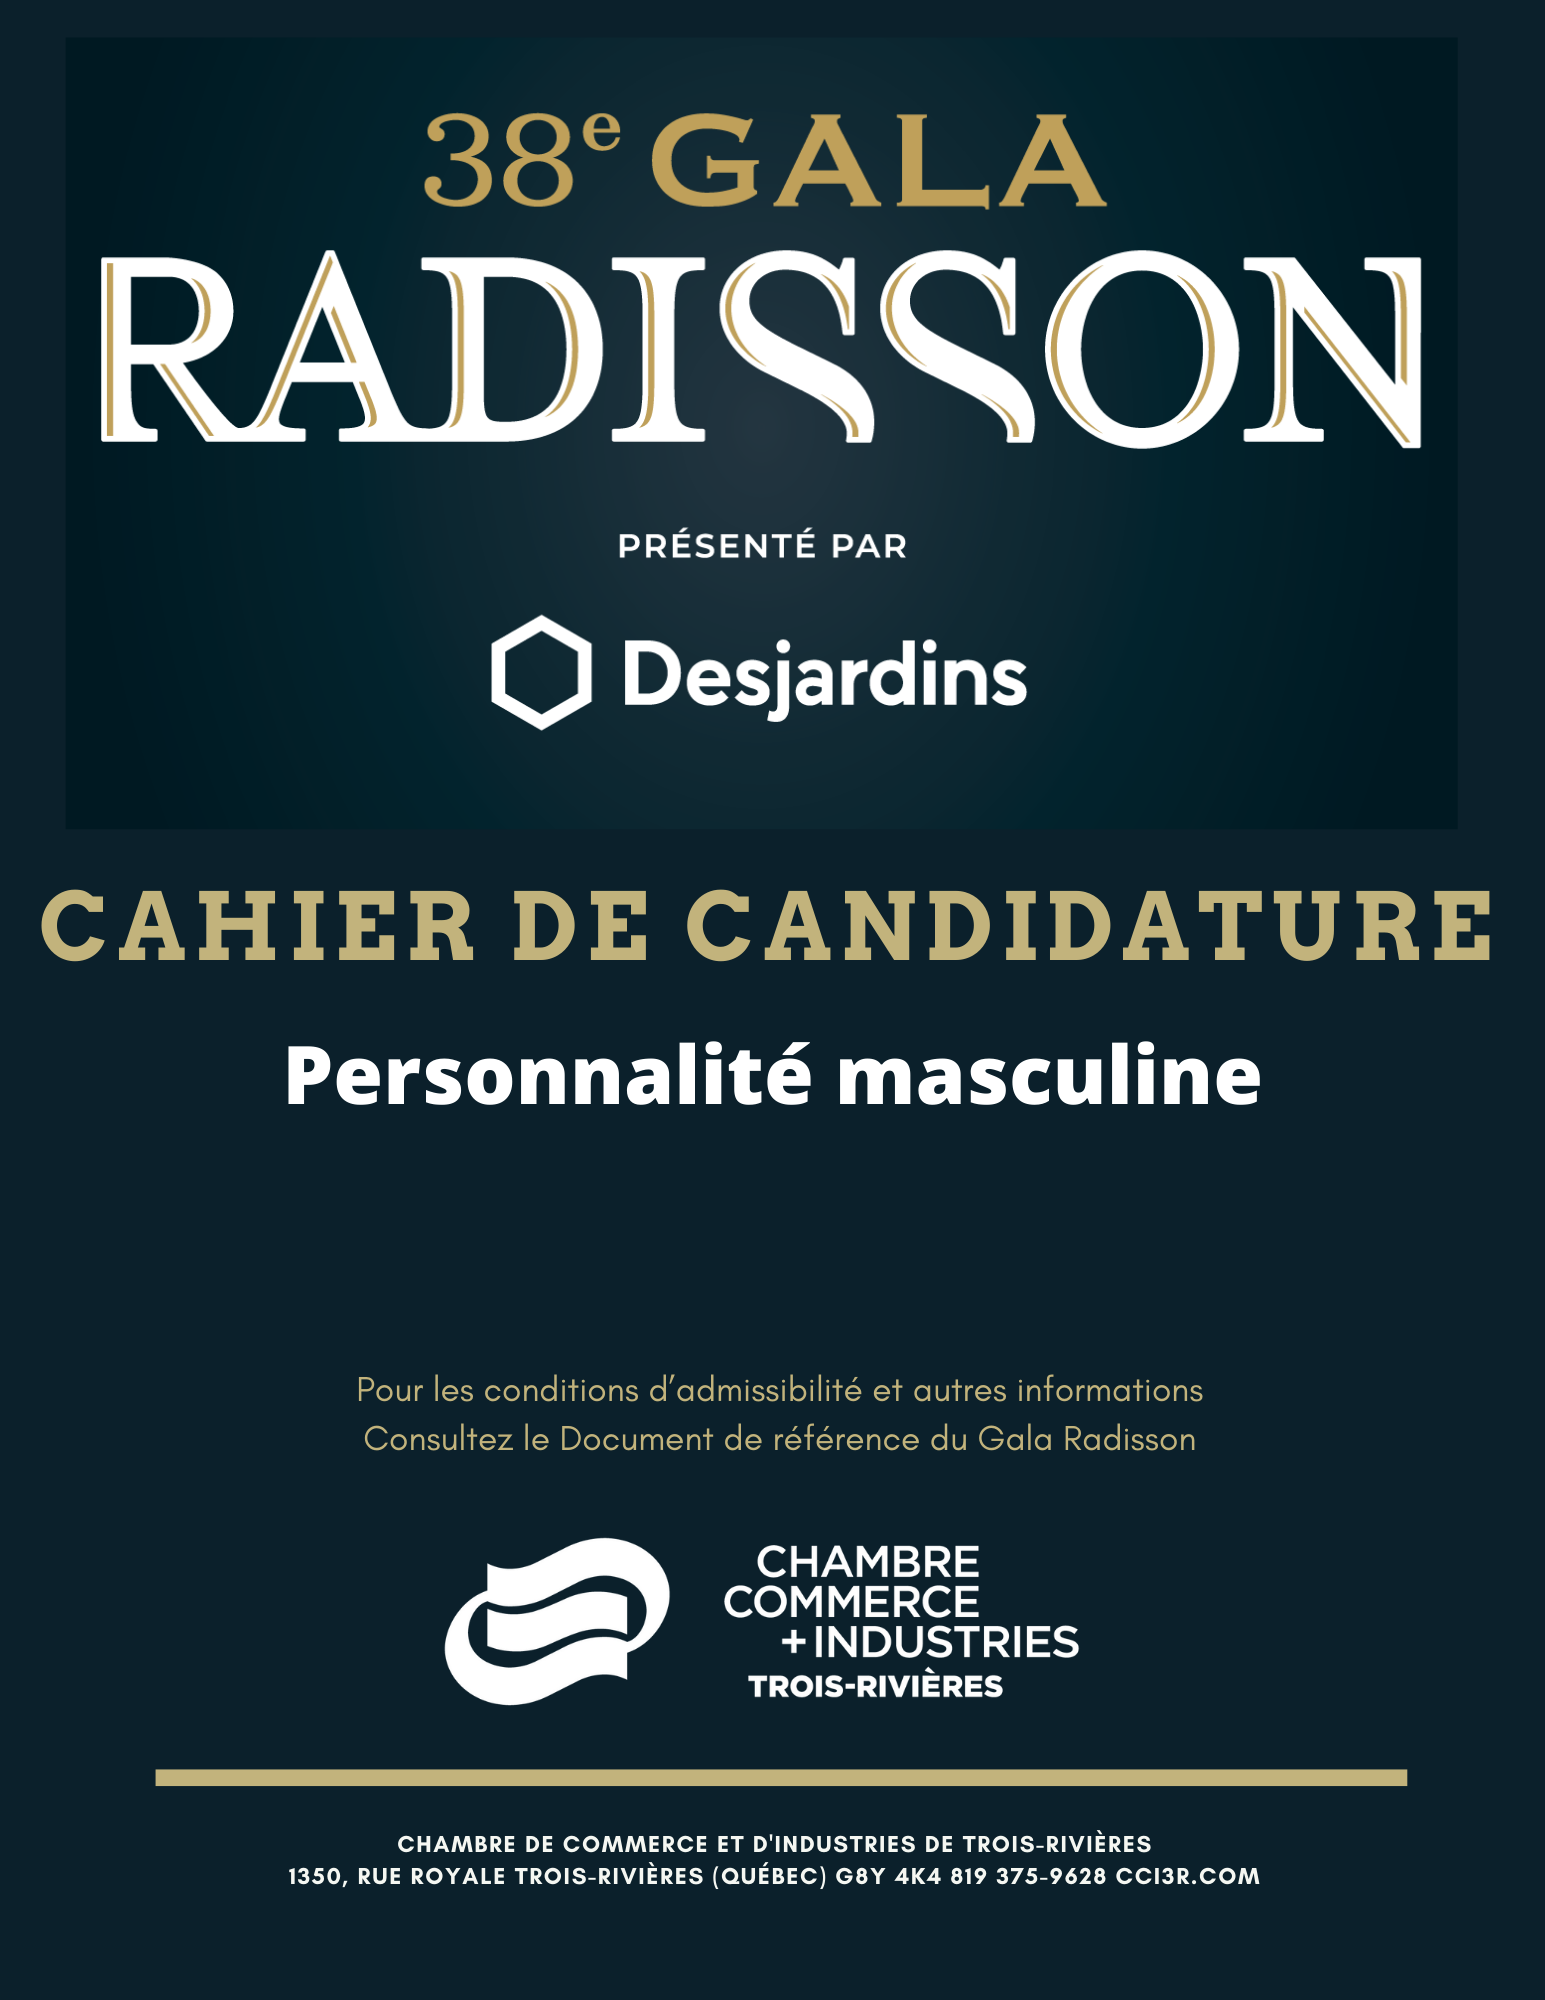 38e GALA
RADISSON
PRÉSENTÉ PAR
Desjardins
CAHIER DE CANDIDATURE
Personnalité masculine
Pour les conditions d’admissibilité et autres informations
Consultez le Document de référence du Gala Radisson
CHAMBRE
COMMERCE
+INDUSTRIES
TROIS-RIVIÈRES
CHAMBRE DE COMMERCE ET D'INDUSTRIES DE TROIS-RIVIÈRES
1350, RUE ROYALE TROIS-RIVIÈRES (QUÉBEC) G8Y 4K4 819 375-9628 CCI3R.COM